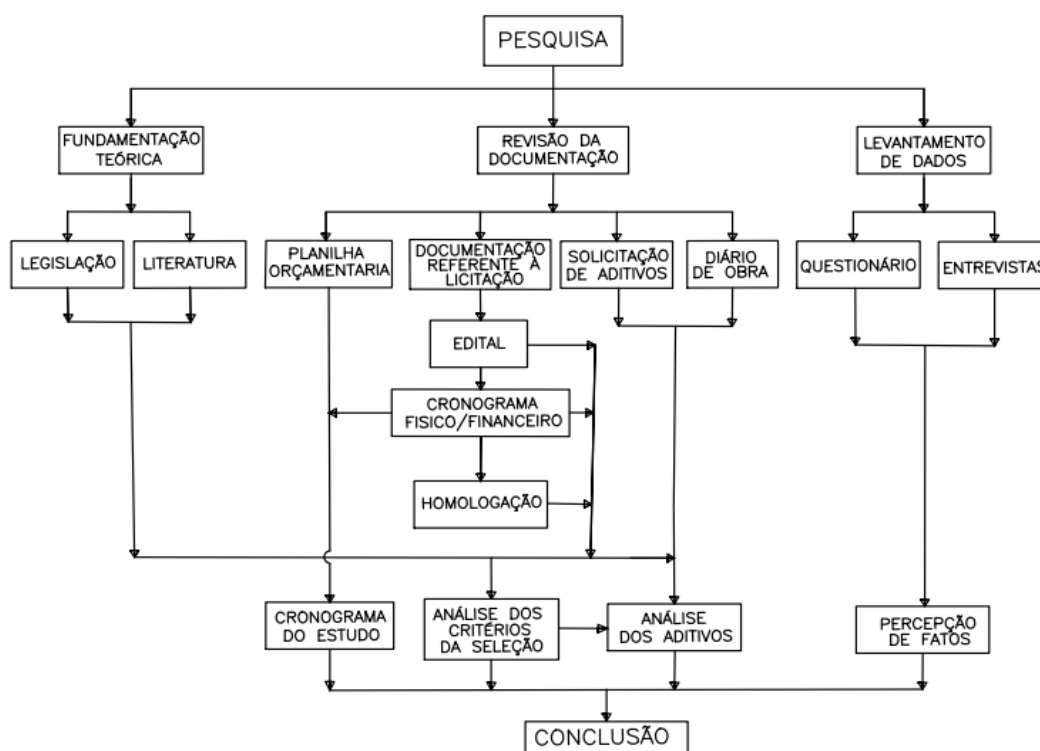 PESQUISA
FUNDAMENTAÇÃO
TEÓRICA
REVISÃO DA
DOCUMENTAÇÃO
LEVANTAMENTO
DE DADOS
LEGISLAÇÃO
LITERATURA
PLANILHA
ORÇAMENTARIA
DOCUMENTAÇÃO
REFERENTE À
LICITAÇÃO
SOLICITAÇÃO
DE ADITIVOS
DIÁRIO
DE OBRA
QUESTIONÁRIO
ENTREVISTAS
EDITAL
CRONOGRAMA
FISICO/FINANCEIRO
HOMOLOGAÇÃO
CRONOGRAMA
DO ESTUDO
ANÁLISE DOS
CRITÉRIOS
DA SELEÇÃO
ANÁLISE
DOS ADITIVOS
PERCEPÇÃO
DE FATOS
CONCLUSÃO